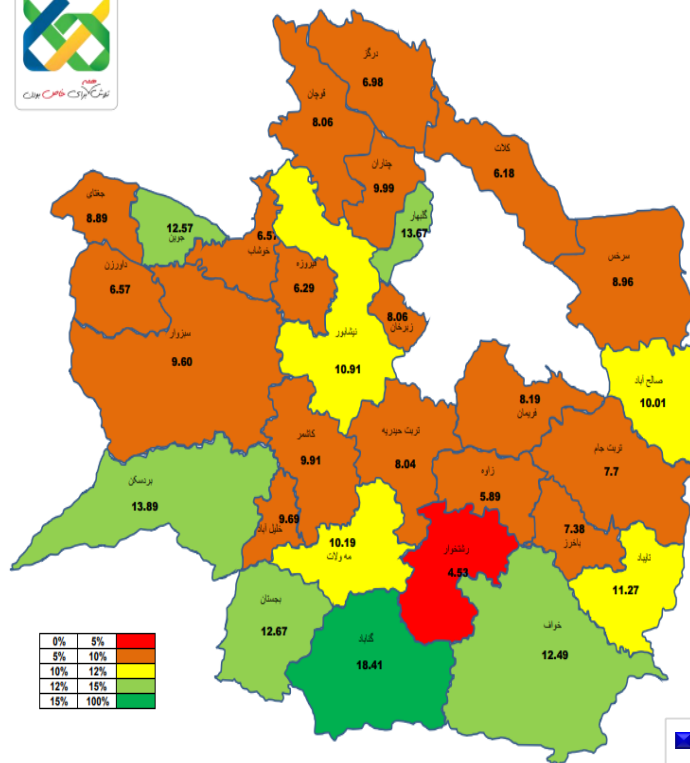 همه
خاص
درگز
6.98
قوچان
8.06
کلات
6.18
چناران
9.99
جغتای
8.89
12.57
جوین
6.57
خوشاب
گلبهار
13.67
سرخس
8.96
داورزن
6.57
فیروزه
6.29
8.06
زبرخان
سبزوار
9.60
نیشابور
10.91
صالح آباد
10.01
8.19
فریمان
کاشمر
9.91
تربت حیدریه
8.04
تربت جام
7.7
زاوه
5.89
بردسکن
13.89
9.69
خلیل آباد
7.38
باخرز
10.19
مه ولات
رشتخوار
4.53
تایباد
11.27
بجستان
12.67
گناباد
18.41
خواف
12.49
0% 5%
5% 10%
10% 12%
12% 15%
15% 100%